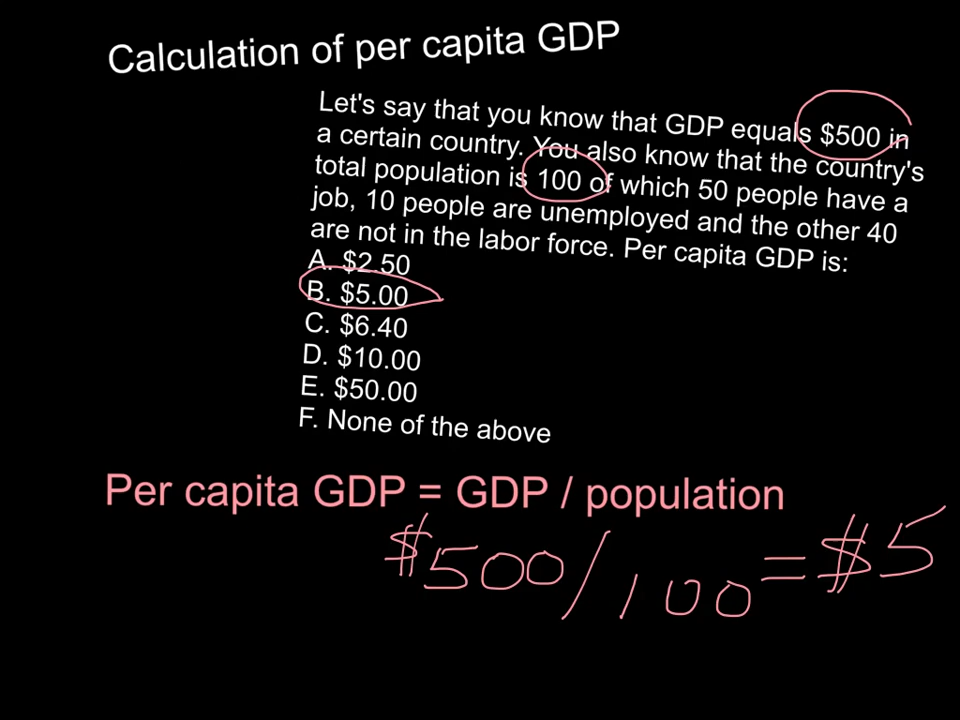 Calculation of per capita GDP
Let's say that you know that GDP equals $500 in
a certain country. You also know that the country's
total population is 100 of which 50 people have a
job, 10 people are unemployed and the other 40
are not in the labor force. Per capita GDP is:
A. $2.50
B. $5.00
C. $6.40
D. $10.00
E. $50.00
F. None of the above
Per capita GDP = GDP / population
$500/100=$5